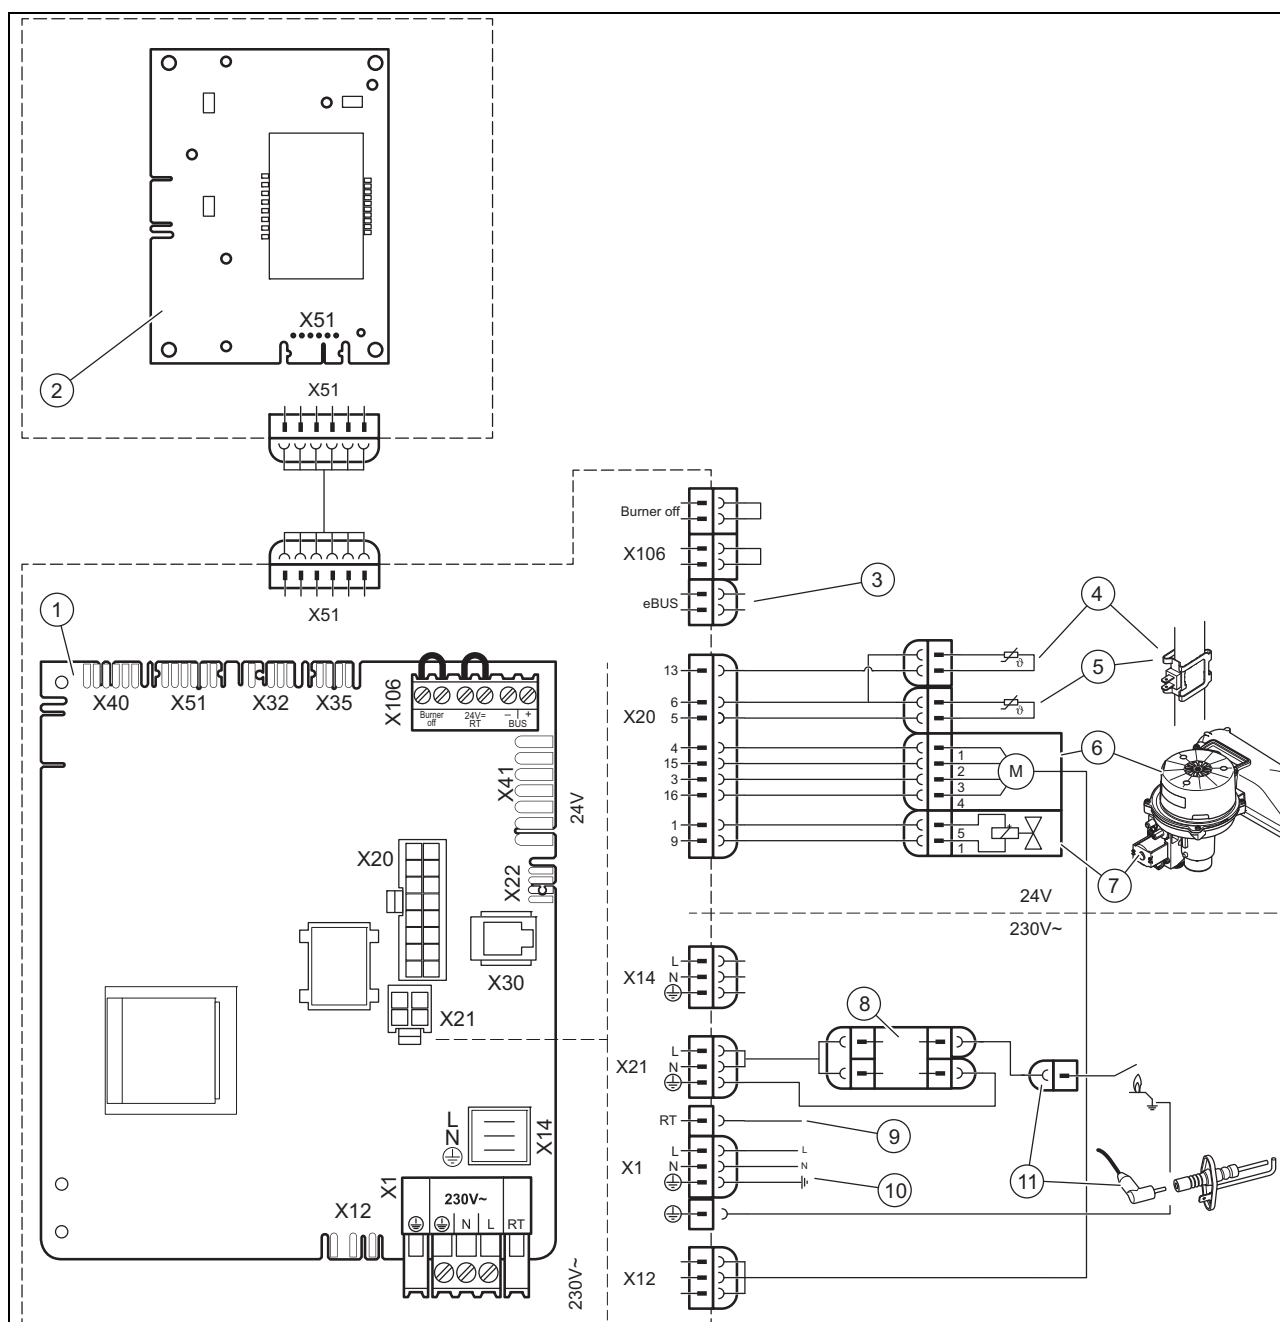 X51
2
X51
X51
Burner off
X106
eBUS
3
1
4
5
6
7
X40
X51
X32
X35
X106
Burner
off
24V=
RT
– | +
BUS
X41
24V
X20
X22
X30
X21
13
6
5
X20
4
15
3
16
1
9
ϑ
ϑ
1
2
3
4
M
5
1
24V
230V~
L
X14 N
8
L
X21 N
RT
9
L
L
X1 N
N
10
11
X12
L
N
X14
X1
230V~
N
L
RT
X12
230V~